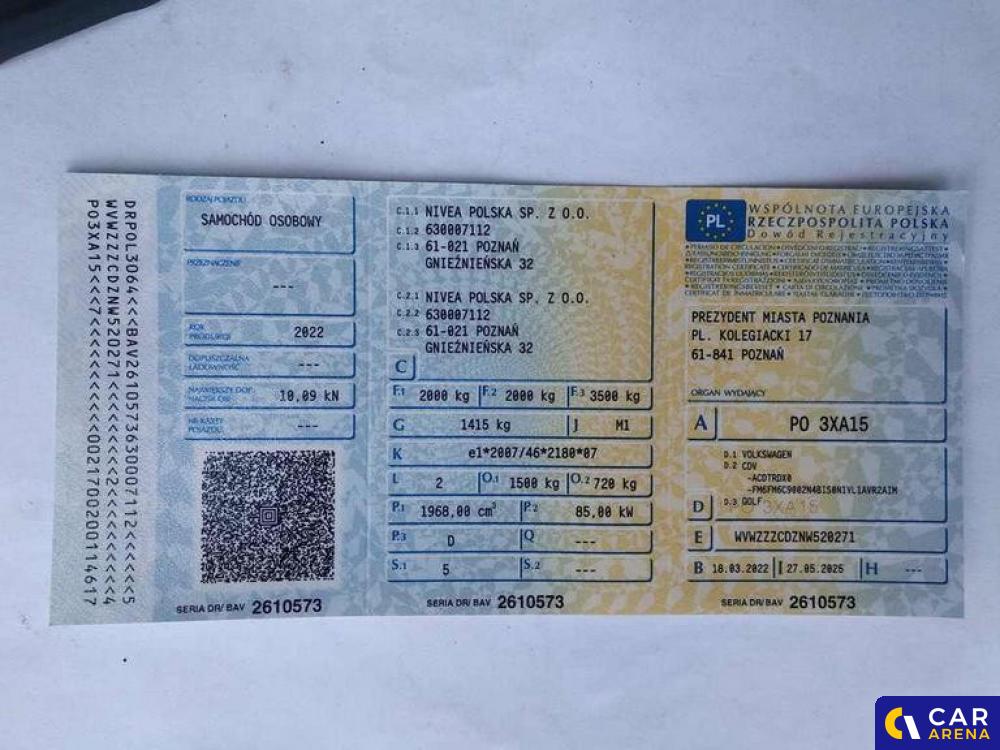 DRPOL3064<<BAV26105736300071112<<<<<<5
WVWZZZCDZNW520271<<<<<<<<2<<<<<<<<<<4
RODZAJ POJAZDU
SAMOCHÓD OSOBOWY
PRZEZNACZENIE
---
ROK
PRODUKCJI
2022
DOPUSZCZALNA
ŁADOWNOŚĆ
---
NAJWIĘKSZY DOP.
NACISK OSI
10,09 kN
NR KARTY
POJAZDU
---
SERIA DR/BAV 2610573
C.1.1 NIVEA POLSKA SP. Z O.O.
C.1.2 630007112
C.1.3 61-021 POZNAŃ
GNIEŹNIEŃSKA 32
C.2.1 NIVEA POLSKA SP. Z O.O.
C.2.2 630007112
C.2.3 61-021 POZNAŃ
GNIEŹNIEŃSKA 32
C
F.1 2000 kg F.2 2000 kg F.3 3500 kg
G 1415 kg J M1
K e1*2007/46*2180*07
L 2 O.1 1500 kg O.2 720 kg
P.1 1968,00 cm³ P.2 85,00 kW
P.3 D Q ---
S.1 5 S.2 ---
SERIA DR/BAV 2610573
PL
WSPÓLNOTA EUROPEJSKA
RZECZPOSPOLITA POLSKA
Dowód Rejestracyjny
PREZYDENT MIASTA POZNANIA
PL. KOLEGIACKI 17
61-841 POZNAŃ
ORGAN WYDAJĄCY
A PO 3XA15
D.1 VOLKSWAGEN
D.2 CDV
-ACDTRDX0
D.3 GOLF
D
3XA15
E WVWZZZCDZNW520271
B 18.03.2022 I 27.05.2025 H ---
SERIA DR/BAV 2610573
CAR
ARENA